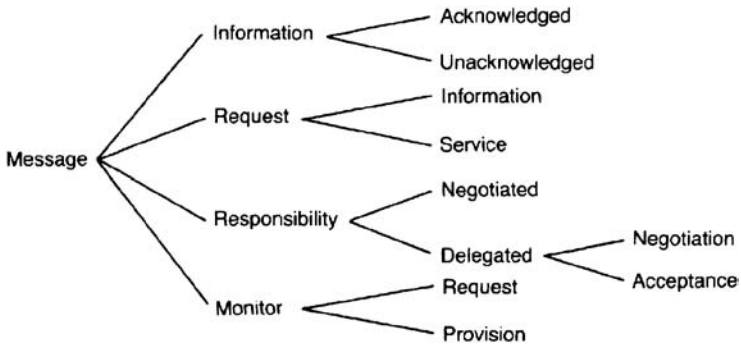 Message
Information
Acknowledged
Unacknowledged
Request
Information
Service
Responsibility
Negotiated
Delegated
Negotiation
Acceptance
Monitor
Request
Provision